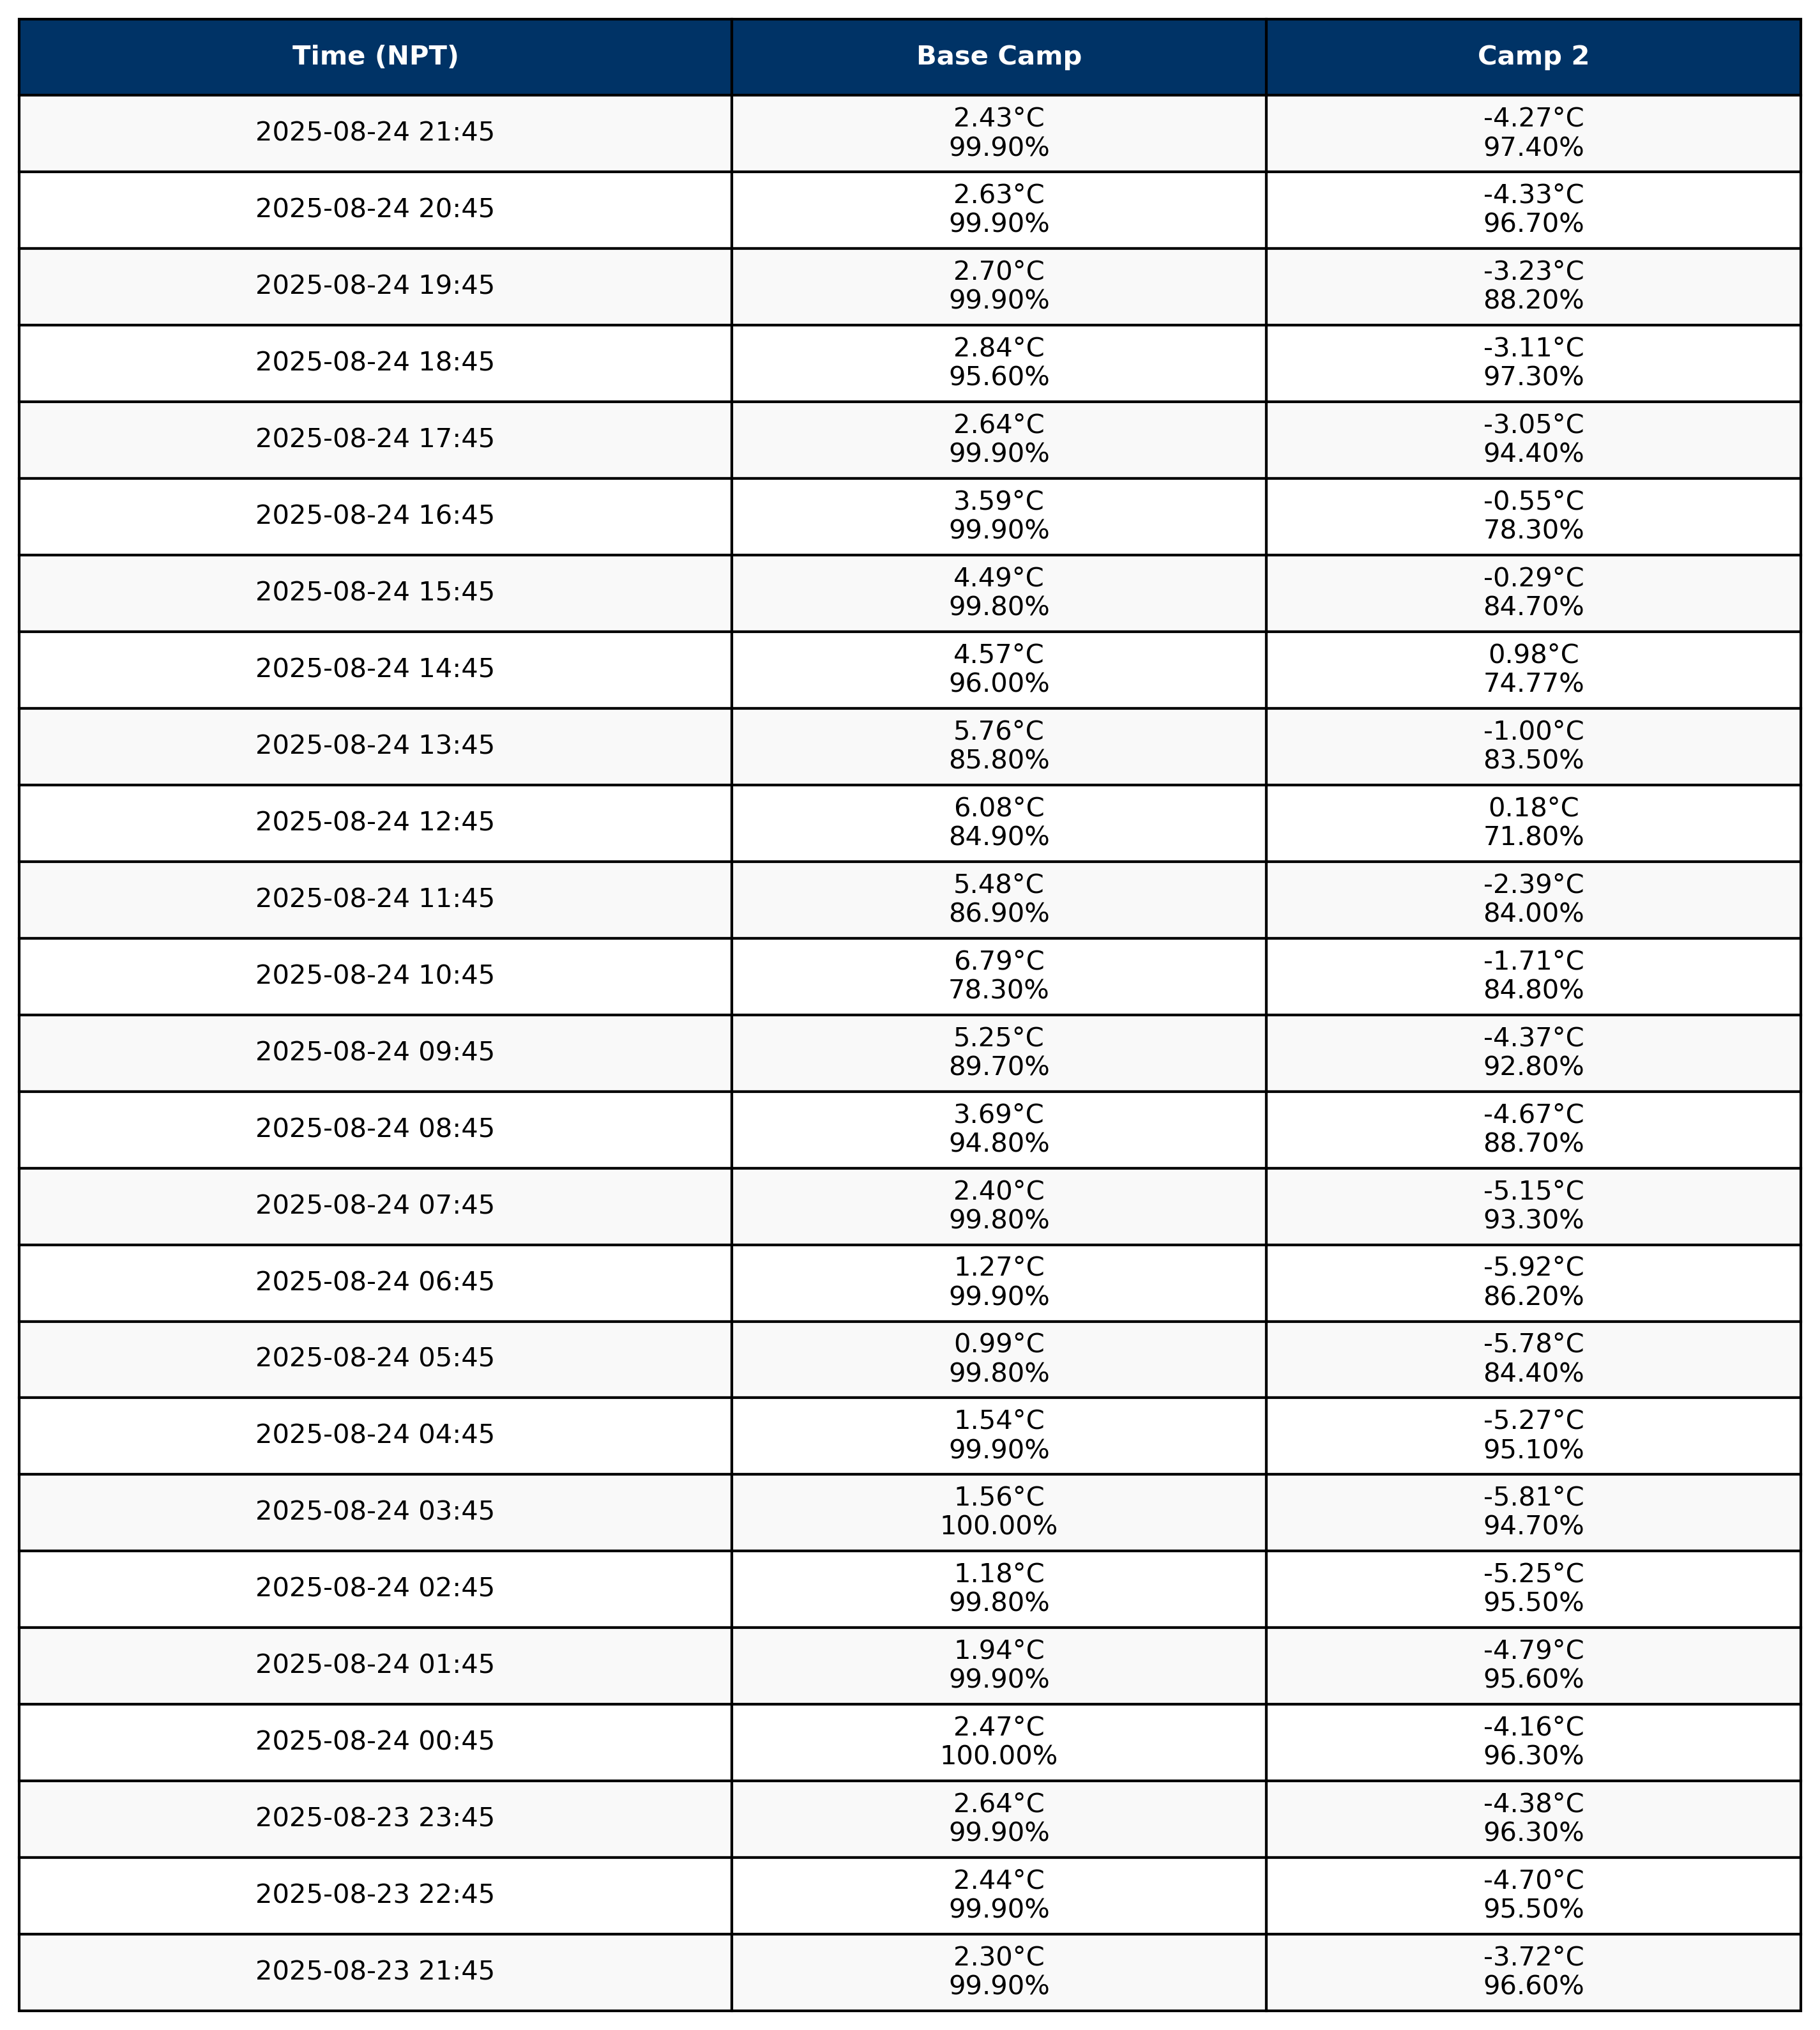 Time (NPT) Base Camp Camp 2
2025-08-24 21:45
2.43°C
99.90%
-4.27°C
97.40%
2025-08-24 20:45
2.63°C
99.90%
-4.33°C
96.70%
2025-08-24 19:45
2.70°C
99.90%
-3.23°C
88.20%
2025-08-24 18:45
2.84°C
95.60%
-3.11°C
97.30%
2025-08-24 17:45
2.64°C
99.90%
-3.05°C
94.40%
2025-08-24 16:45
3.59°C
99.90%
-0.55°C
78.30%
2025-08-24 15:45
4.49°C
99.80%
-0.29°C
84.70%
2025-08-24 14:45
4.57°C
96.00%
0.98°C
74.77%
2025-08-24 13:45
5.76°C
85.80%
-1.00°C
83.50%
2025-08-24 12:45
6.08°C
84.90%
0.18°C
71.80%
2025-08-24 11:45
5.48°C
86.90%
-2.39°C
84.00%
2025-08-24 10:45
6.79°C
78.30%
-1.71°C
84.80%
2025-08-24 09:45
5.25°C
89.70%
-4.37°C
92.80%
2025-08-24 08:45
3.69°C
94.80%
-4.67°C
88.70%
2025-08-24 07:45
2.40°C
99.80%
-5.15°C
93.30%
2025-08-24 06:45
1.27°C
99.90%
-5.92°C
86.20%
2025-08-24 05:45
0.99°C
99.80%
-5.78°C
84.40%
2025-08-24 04:45
1.54°C
99.90%
-5.27°C
95.10%
2025-08-24 03:45
1.56°C
100.00%
-5.81°C
94.70%
2025-08-24 02:45
1.18°C
99.80%
-5.25°C
95.50%
2025-08-24 01:45
1.94°C
99.90%
-4.79°C
95.60%
2025-08-24 00:45
2.47°C
100.00%
-4.16°C
96.30%
2025-08-23 23:45
2.64°C
99.90%
-4.38°C
96.30%
2025-08-23 22:45
2.44°C
99.90%
-4.70°C
95.50%
2025-08-23 21:45
2.30°C
99.90%
-3.72°C
96.60%